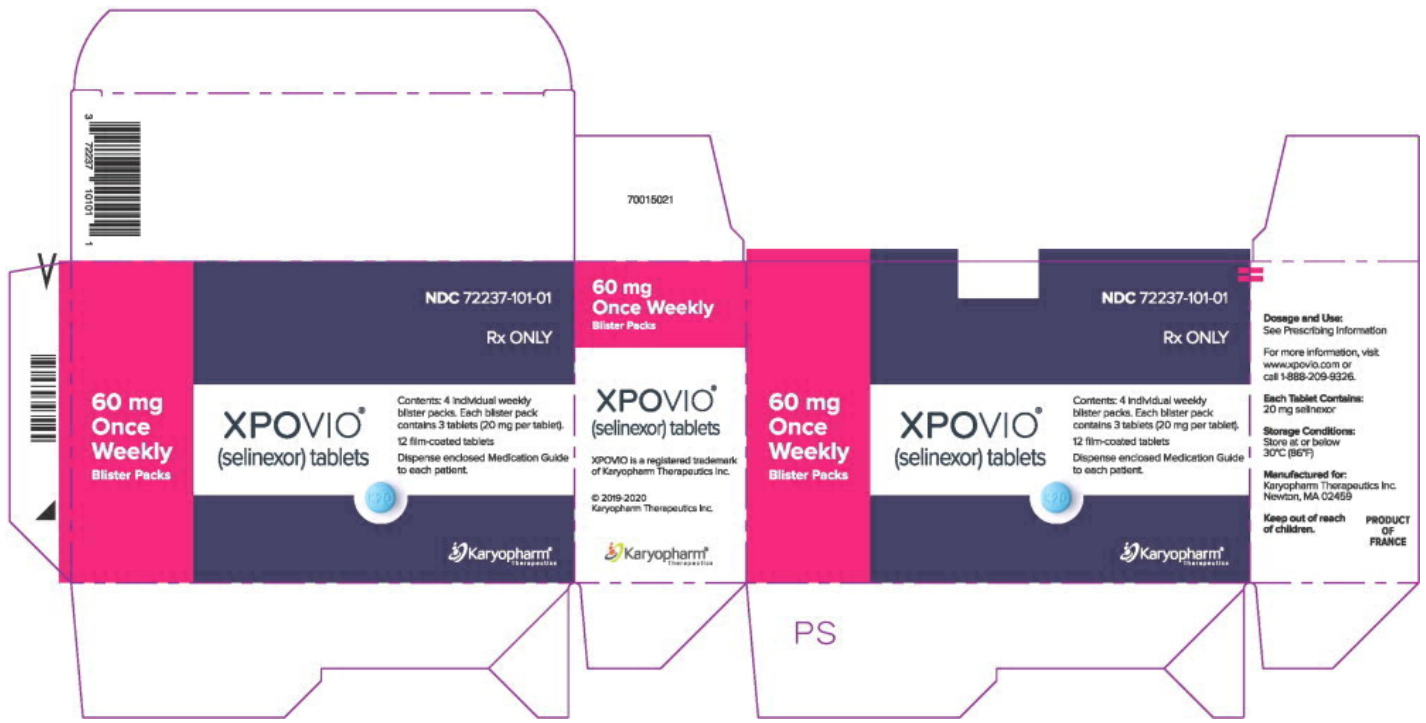 3 72237 10101 1
70015021
60 mg
Once
Weekly
Blister Packs
NDC 72237-101-01
Rx ONLY
XPOVIO®
(selinexor) tablets
Contents: 4 individual weekly
blister packs. Each blister pack
contains 3 tablets (20 mg per tablet).
12 film-coated tablets
Dispense enclosed Medication Guide
to each patient.
K20
Karyopharm®
Therapeutics
60 mg
Once Weekly
Blister Packs
XPOVIO®
(selinexor) tablets
XPOVIO is a registered trademark
of Karyopharm Therapeutics Inc.
© 2019-2020
Karyopharm Therapeutics Inc.
Karyopharm®
Therapeutics
60 mg
Once
Weekly
Blister Packs
NDC 72237-101-01
Rx ONLY
XPOVIO®
(selinexor) tablets
Contents: 4 individual weekly
blister packs. Each blister pack
contains 3 tablets (20 mg per tablet).
12 film-coated tablets
Dispense enclosed Medication Guide
to each patient.
K20
Karyopharm®
Therapeutics
Dosage and Use:
See Prescribing Information
For more information, visit
www.xpovio.com or
call 1-888-209-9326.
Each Tablet Contains:
20 mg selinexor
Storage Conditions:
Store at or below
30°C (86°F)
Manufactured for:
Karyopharm Therapeutics Inc.
Newton, MA 02459
Keep out of reach
of children.
PRODUCT
OF
FRANCE
PS